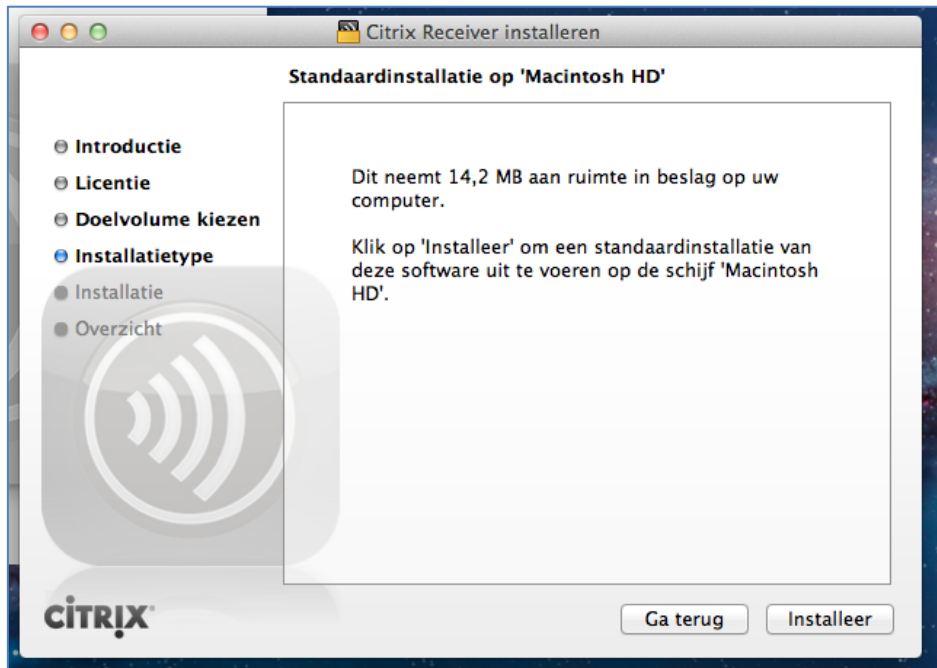 Citrix Receiver installeren
Standaardinstallatie op 'Macintosh HD'
Introductie
Licentie
Doelvolume kiezen
Installatietype
Installatie
Overzicht
Dit neemt 14,2 MB aan ruimte in beslag op uw
computer.
Klik op 'Installeer' om een standaardinstallatie van
deze software uit te voeren op de schijf 'Macintosh
HD'.
CITRIX
Ga terug
Installeer